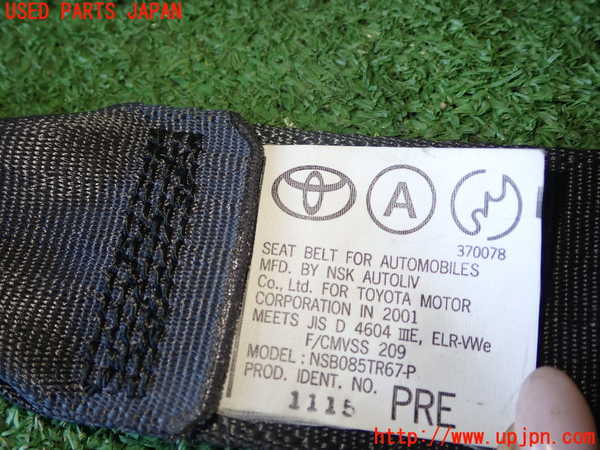 USED PARTS JAPAN
A
370078
SEAT BELT FOR AUTOMOBILES
MFD. BY NSK AUTOLIV
Co., Ltd. FOR TOYOTA MOTOR
CORPORATION IN 2001
MEETS JIS D 4604 ⅢE, ELR-VWe
F/CMVSS 209
MODEL : NSB085TR67-P
PROD. IDENT. NO.
1115 PRE
http://www.upjpn.com/